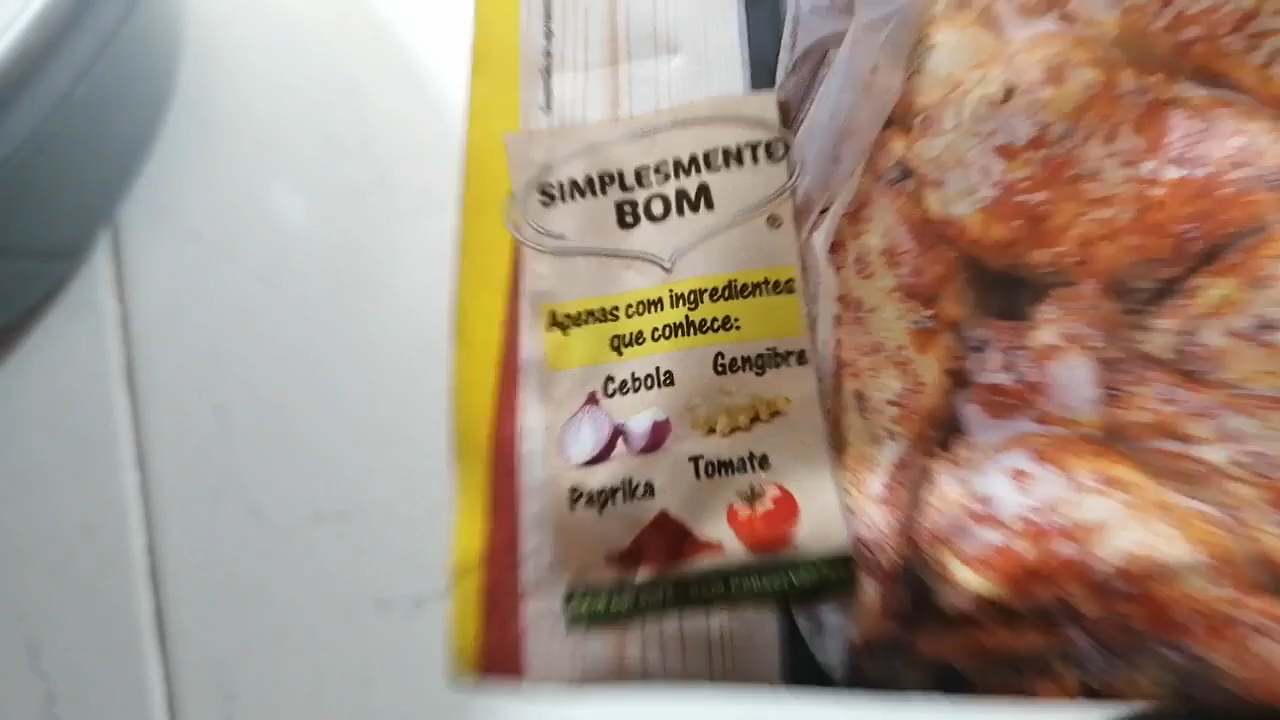 SIMPLESMENTE
BOM
®
Apenas com ingredientes
que conhece:
Cebola
Gengibre
Paprika
Tomate